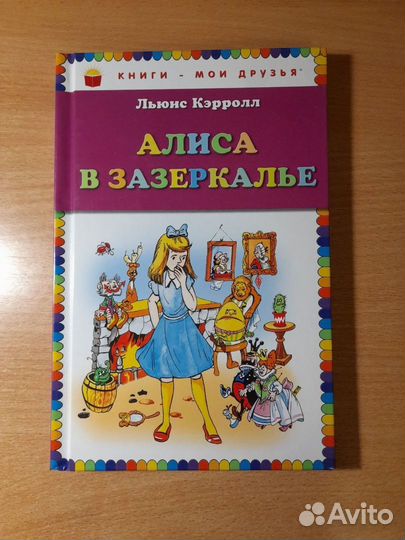 КНИГИ - МОИ ДРУЗЬЯ
Льюис Кэрролл
АЛИСА
В ЗАЗЕРКАЛЬЕ
Avito